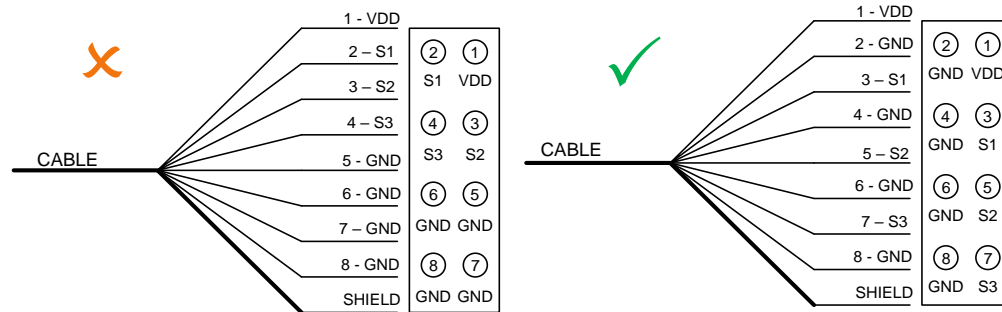 1 - VDD
2 – S1
3 – S2
4 – S3
CABLE
5 - GND
6 - GND
7 – GND
8 - GND
SHIELD
2 1
S1 VDD
4 3
S3 S2
6 5
GND GND
8 7
GND GND
1 - VDD
2 - GND
3 – S1
4 - GND
CABLE
5 – S2
6 - GND
7 – S3
8 - GND
SHIELD
2 1
GND VDD
4 3
GND S1
6 5
GND S2
8 7
GND S3